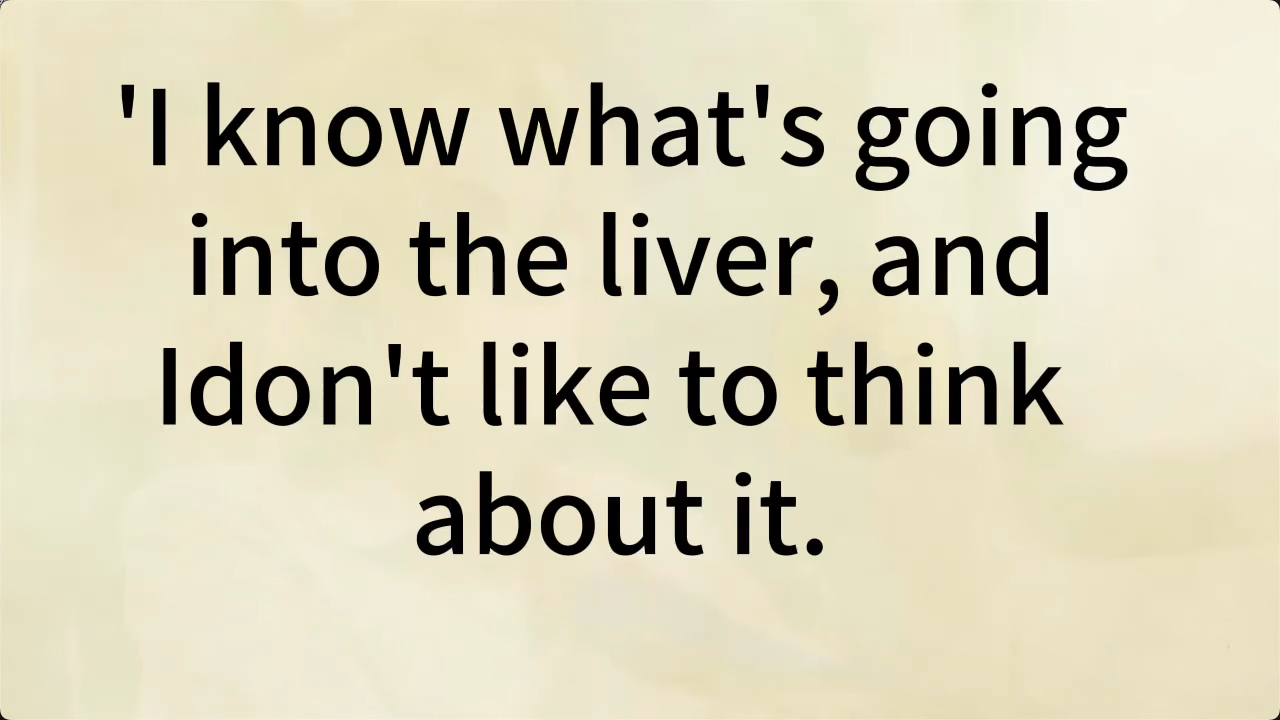 'I know what's going
into the liver, and
Idon't like to think
about it.